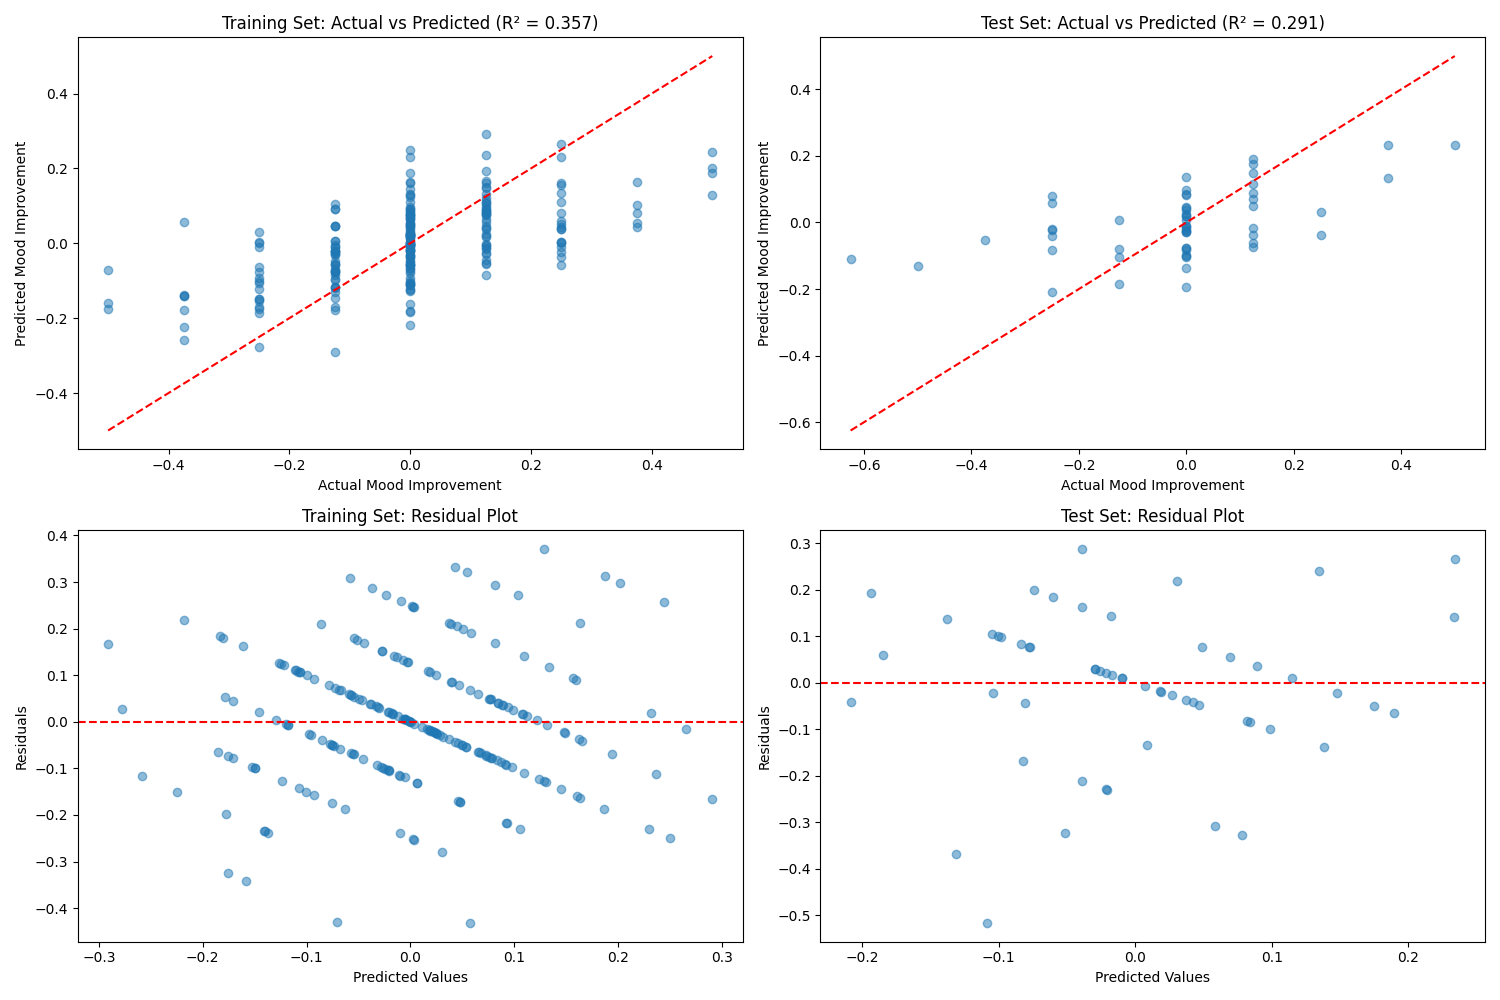 Training Set: Actual vs Predicted (R² = 0.357)
Predicted Mood Improvement
0.4
0.2
0.0
−0.2
−0.4
−0.4 −0.2 0.0 0.2 0.4
Actual Mood Improvement
Test Set: Actual vs Predicted (R² = 0.291)
Predicted Mood Improvement
0.4
0.2
0.0
−0.2
−0.4
−0.6
−0.6 −0.4 −0.2 0.0 0.2 0.4
Actual Mood Improvement
Training Set: Residual Plot
Residuals
0.4
0.3
0.2
0.1
0.0
−0.1
−0.2
−0.3
−0.4
−0.3 −0.2 −0.1 0.0 0.1 0.2 0.3
Predicted Values
Test Set: Residual Plot
Residuals
0.3
0.2
0.1
0.0
−0.1
−0.2
−0.3
−0.4
−0.5
−0.2 −0.1 0.0 0.1 0.2
Predicted Values